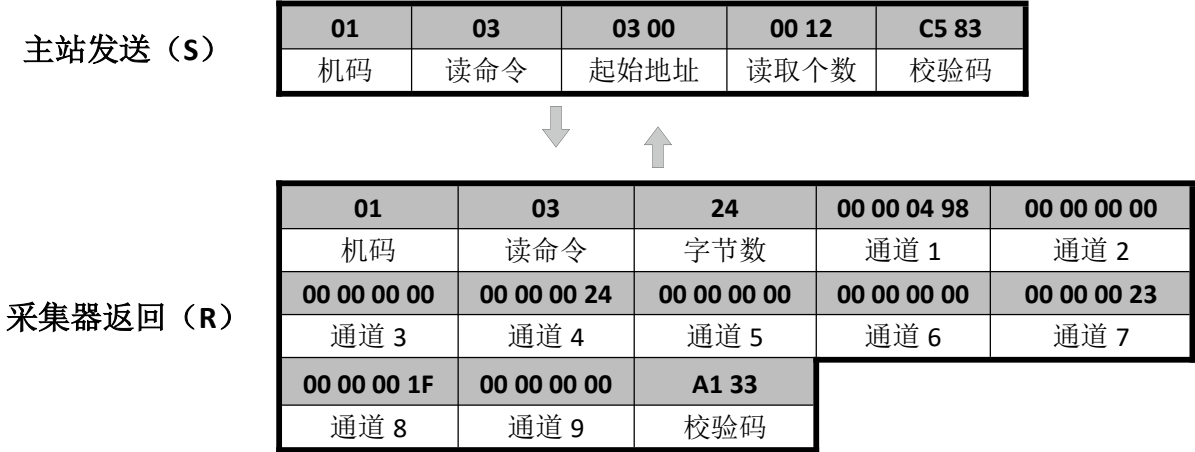 主站发送（S）
01 03 03 00 00 12 C5 83
机码 读命令 起始地址 读取个数 校验码
采集器返回（R）
01 03 24 00 00 04 98 00 00 00 00
机码 读命令 字节数 通道 1 通道 2
00 00 00 00 00 00 00 24 00 00 00 00 00 00 00 00 00 00 00 23
通道 3 通道 4 通道 5 通道 6 通道 7
00 00 00 1F 00 00 00 00 A1 33
通道 8 通道 9 校验码